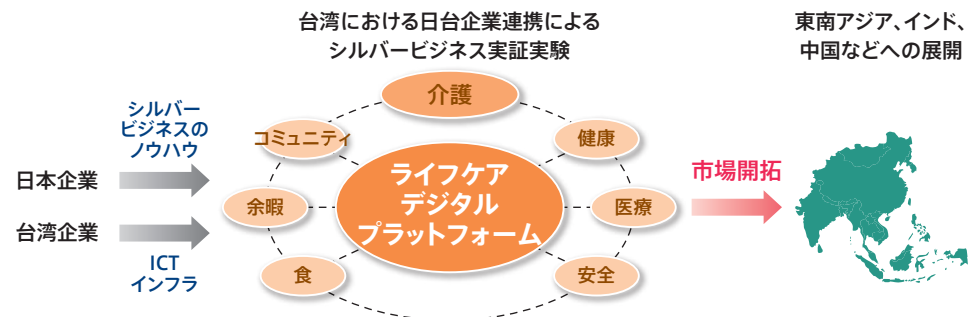 台湾における日台企業連携による
シルバービジネス実証実験
東南アジア、インド、
中国などへの展開
シルバー
ビジネスの
ノウハウ
日本企業
台湾企業
ICT
インフラ
介護
コミュニティ
健康
余暇
ライフケア
デジタル
プラットフォーム
医療
食
安全
市場開拓